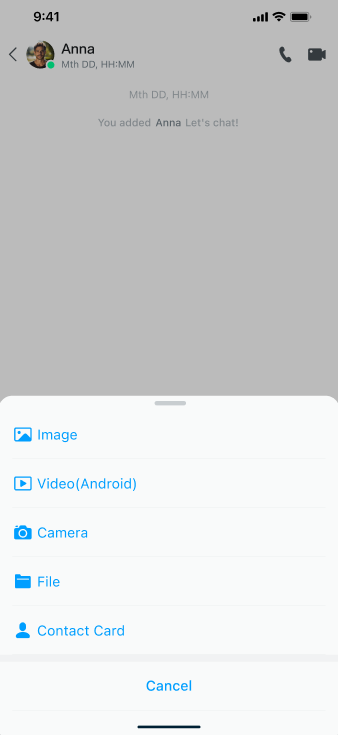 9:41
Anna
Mth DD, HH:MM
Mth DD, HH:MM
You added Anna Let's chat!
Image
Video(Android)
Camera
File
Contact Card
Cancel